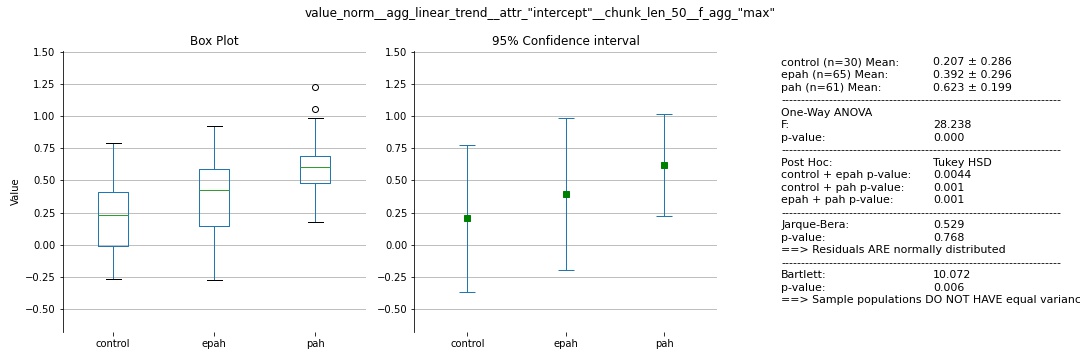 value_norm__agg_linear_trend__attr_"intercept"__chunk_len_50__f_agg_"max"
Box Plot
Value
1.50
1.25
1.00
0.75
0.50
0.25
0.00
−0.25
−0.50
control epah pah
95% Confidence interval
1.50
1.25
1.00
0.75
0.50
0.25
0.00
−0.25
−0.50
control epah pah
control (n=30) Mean: 0.207 ± 0.286
epah (n=65) Mean: 0.392 ± 0.296
pah (n=61) Mean: 0.623 ± 0.199
One-Way ANOVA
F: 28.238
p-value: 0.000
Post Hoc: Tukey HSD
control + epah p-value: 0.0044
control + pah p-value: 0.001
epah + pah p-value: 0.001
Jarque-Bera: 0.529
p-value: 0.768
==> Residuals ARE normally distributed
Bartlett: 10.072
p-value: 0.006
==> Sample populations DO NOT HAVE equal varianc